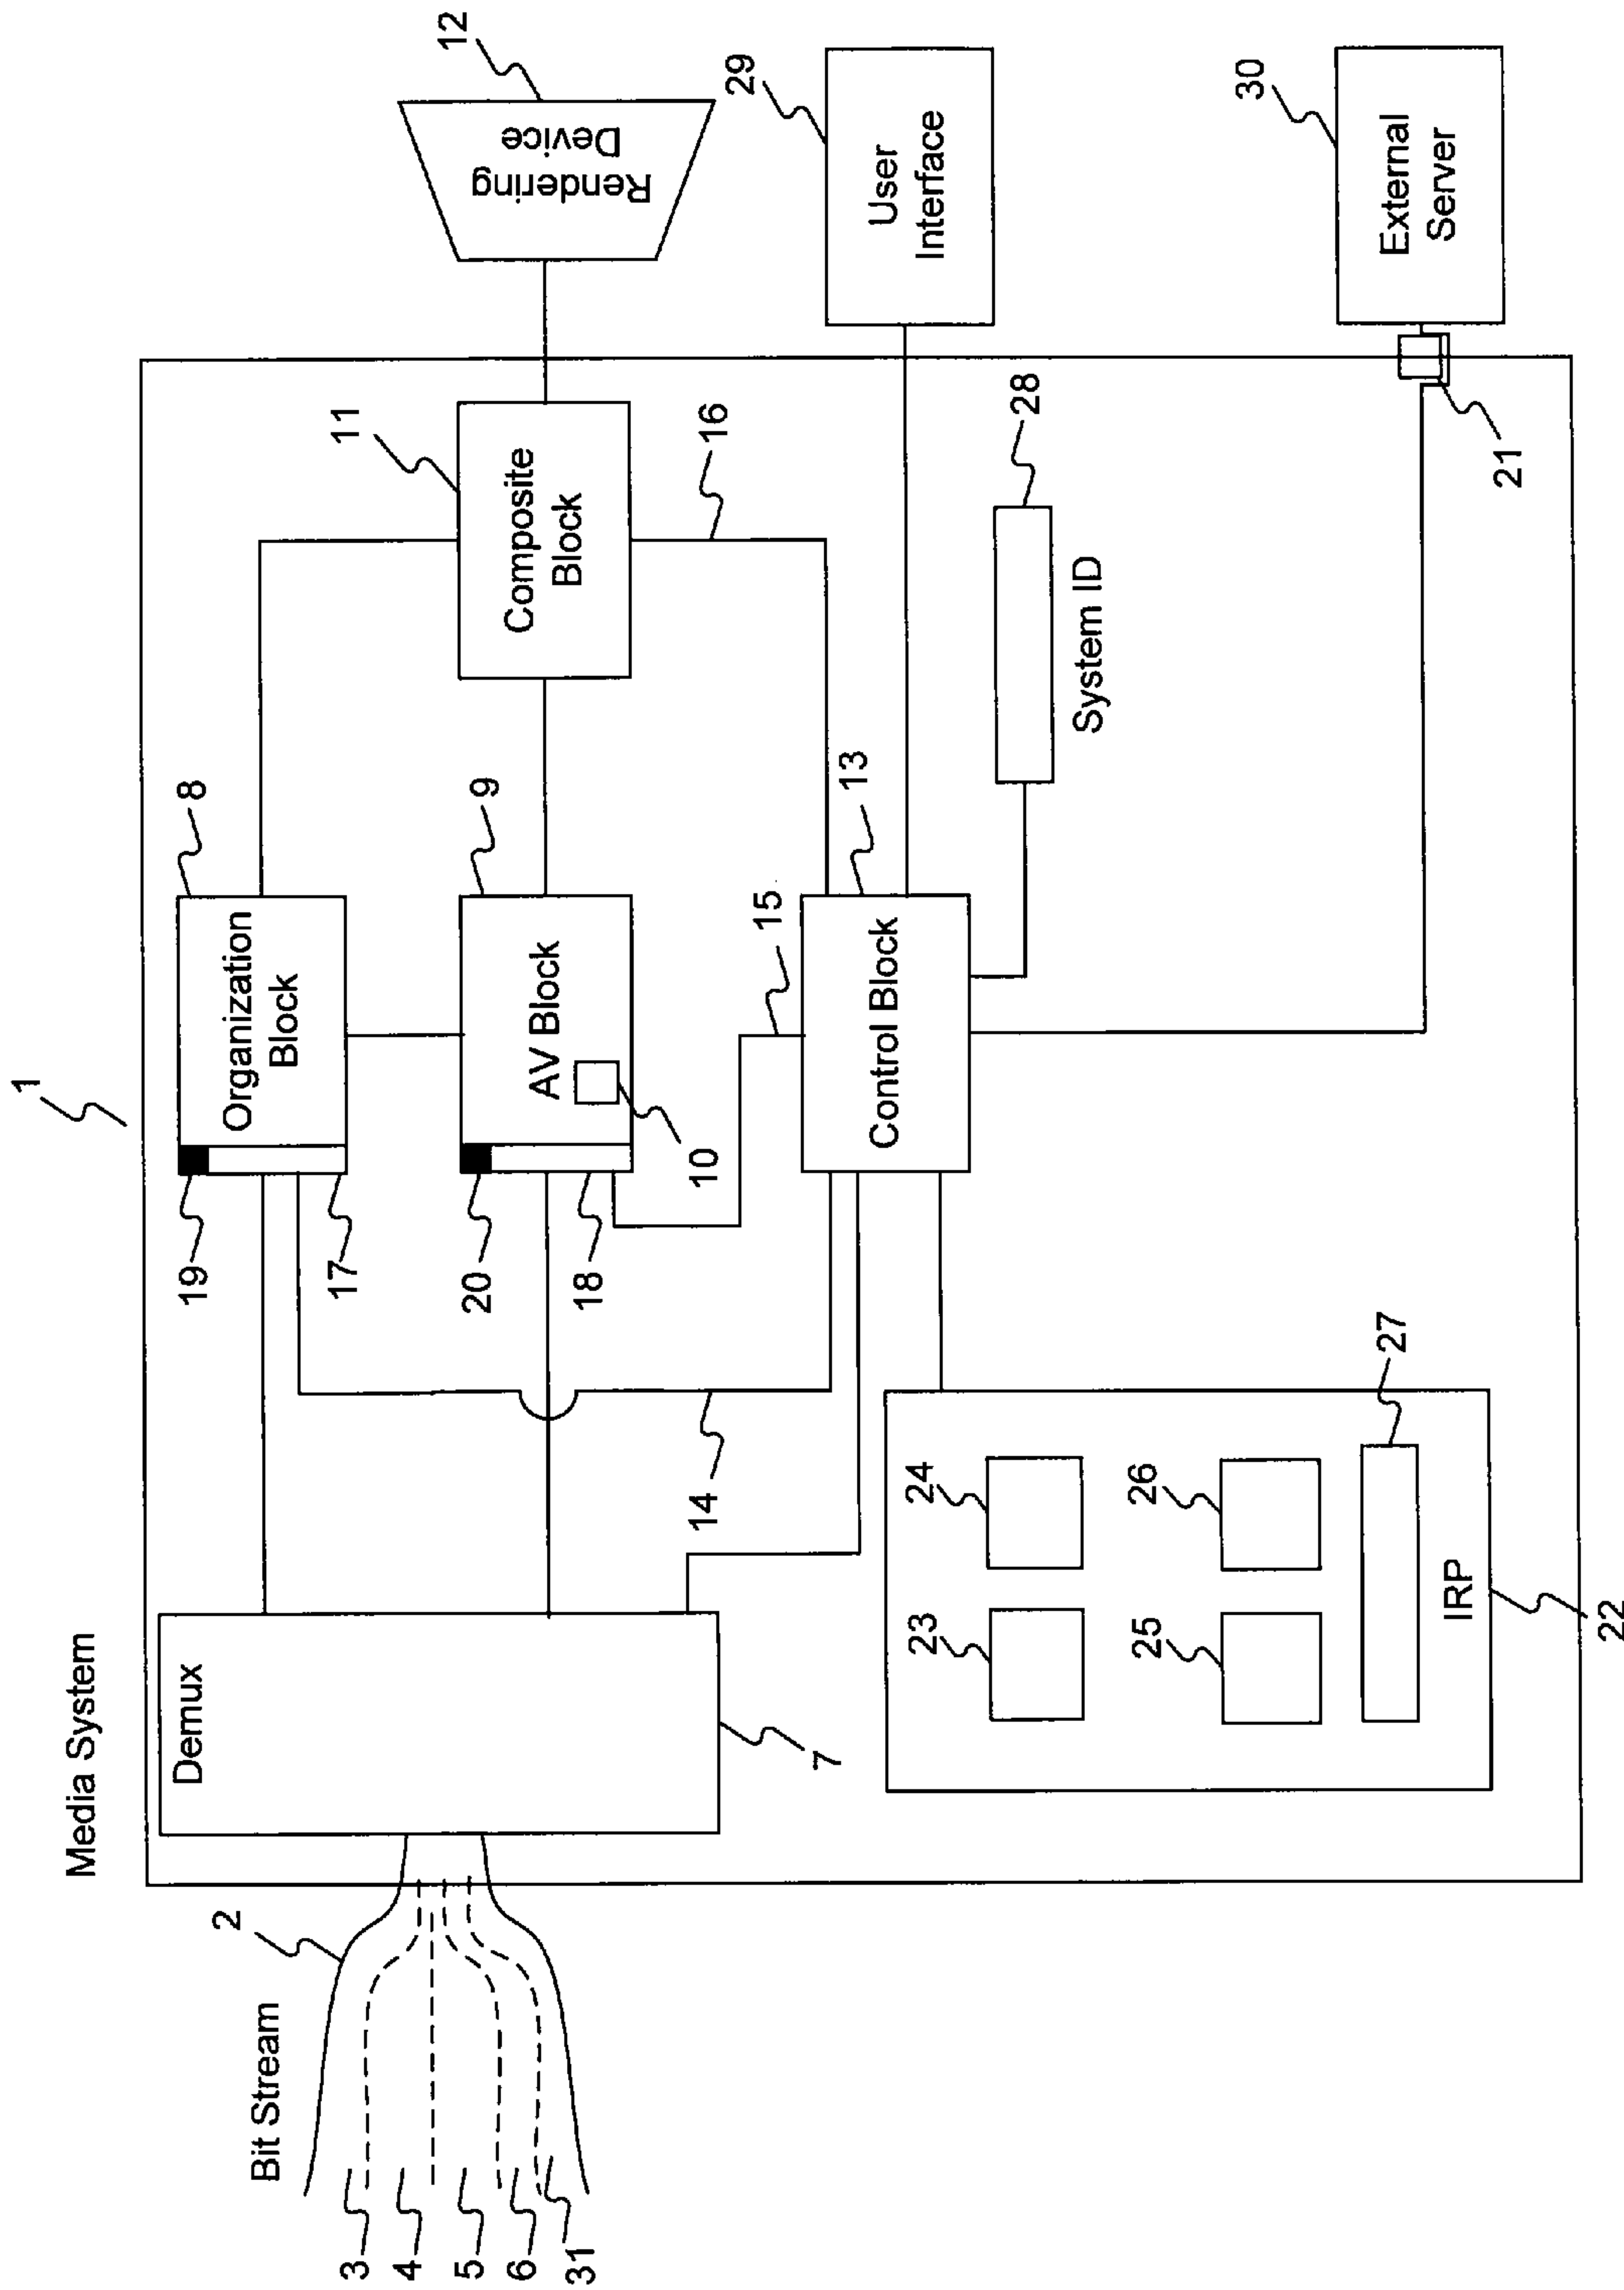 Media System
1
Bit Stream
2
3
4
5
6
31
Demux
7
19
17
Organization
Block
8
20
18
AV Block
10
9
14
15
Control Block
13
Composite
Block
11
16
Rendering
Device
12
User
Interface
29
System ID
28
External
Server
30
21
23
24
25
26
27
IRP
22